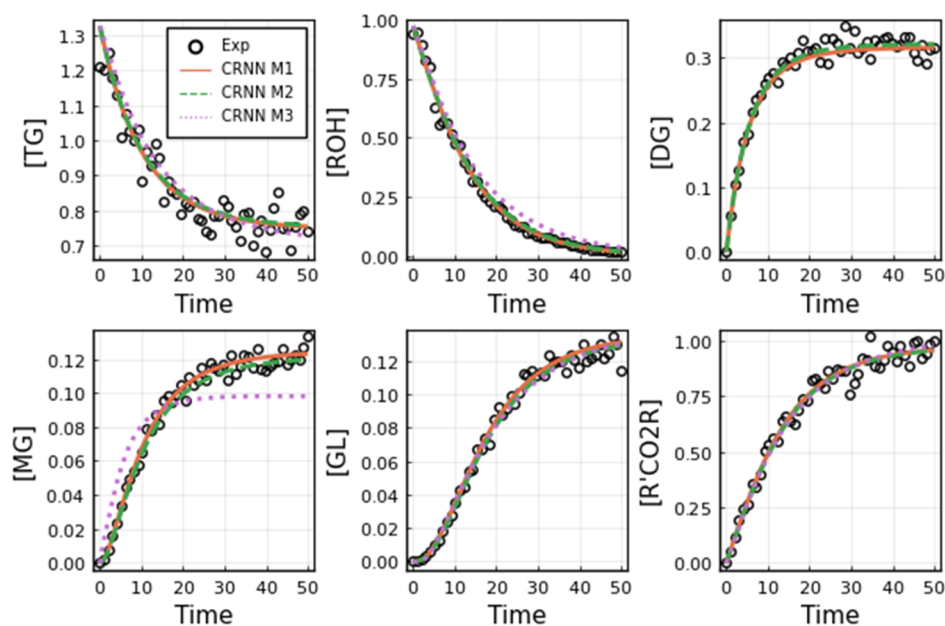 [TG]
1.3
1.2
1.1
1.0
0.9
0.8
0.7
Exp
CRNN M1
CRNN M2
CRNN M3
0 10 20 30 40 50
Time
[ROH]
1.00
0.75
0.50
0.25
0.00
0 10 20 30 40 50
Time
[DG]
0.3
0.2
0.1
0.0
0 10 20 30 40 50
Time
[MG]
0.12
0.10
0.08
0.06
0.04
0.02
0.00
0 10 20 30 40 50
Time
[GL]
0.12
0.10
0.08
0.06
0.04
0.02
0.00
0 10 20 30 40 50
Time
[R'CO2R]
1.00
0.75
0.50
0.25
0.00
0 10 20 30 40 50
Time